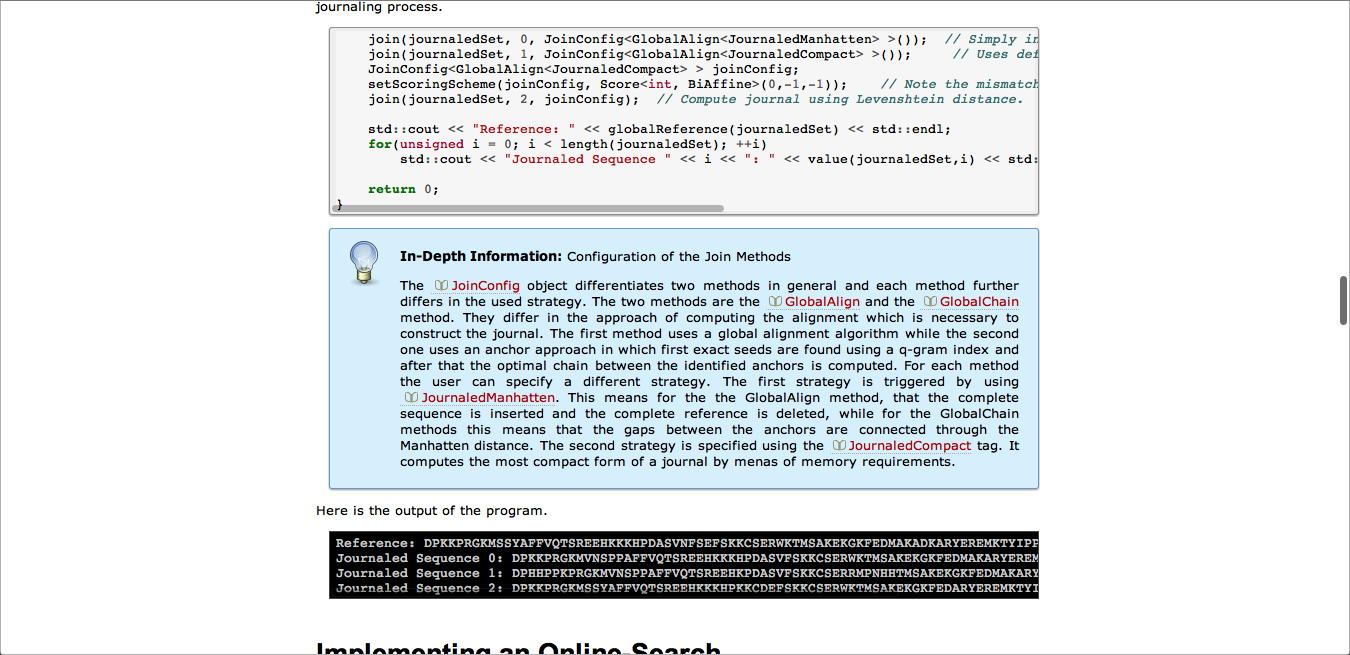 journaling process.
join(journaledSet, 0, JoinConfig<GlobalAlign<JournaledManhatten> >());  // Simply in
join(journaledSet, 1, JoinConfig<GlobalAlign<JournaledCompact> >());     // Uses def
JoinConfig<GlobalAlign<JournaledCompact> > joinConfig;
setScoringScheme(joinConfig, Score<int, BiAffine>(0,-1,-1));    // Note the mismatch
join(journaledSet, 2, joinConfig);  // Compute journal using Levenshtein distance.
std::cout << "Reference: " << globalReference(journaledSet) << std::endl;
for(unsigned i = 0; i < length(journaledSet); ++i)
std::cout << "Journaled Sequence " << i << ": " << value(journaledSet,i) << std:
return 0;
}
In-Depth Information: Configuration of the Join Methods
The JoinConfig object differentiates two methods in general and each method further
differs in the used strategy. The two methods are the GlobalAlign and the GlobalChain
method. They differ in the approach of computing the alignment which is necessary to
construct the journal. The first method uses a global alignment algorithm while the second
one uses an anchor approach in which first exact seeds are found using a q-gram index and
after that the optimal chain between the identified anchors is computed. For each method
the user can specify a different strategy. The first strategy is triggered by using
JournaledManhatten. This means for the the GlobalAlign method, that the complete
sequence is inserted and the complete reference is deleted, while for the GlobalChain
methods this means that the gaps between the anchors are connected through the
Manhatten distance. The second strategy is specified using the JournaledCompact tag. It
computes the most compact form of a journal by menas of memory requirements.
Here is the output of the program.
Reference: DPKKPRGKMSSYAFFVQTSREEHKKKHPDASVNFSEFSKKCSERWKTMSAKEKGKFEDMAKADKARYEREMKTYIPP
Journaled Sequence 0: DPKKPRGKMVNSPPAFFVQTSREEHKKKHPDASVFSKKCSERWKTMSAKEKGKFEDMAKARYEREM
Journaled Sequence 1: DPHHPPKPRGKMVNSPPAFFVQTSREEHKPDASVFSKKCSERRMPNHHTMSAKEKGKFEDMAKARY
Journaled Sequence 2: DPKKPRGKMSSYAFFVQTSREEHKKKHPKKCDEFSKKCSERWKTMSAKEKGKFEDARYEREMKTYI
Implementing an Online-Search